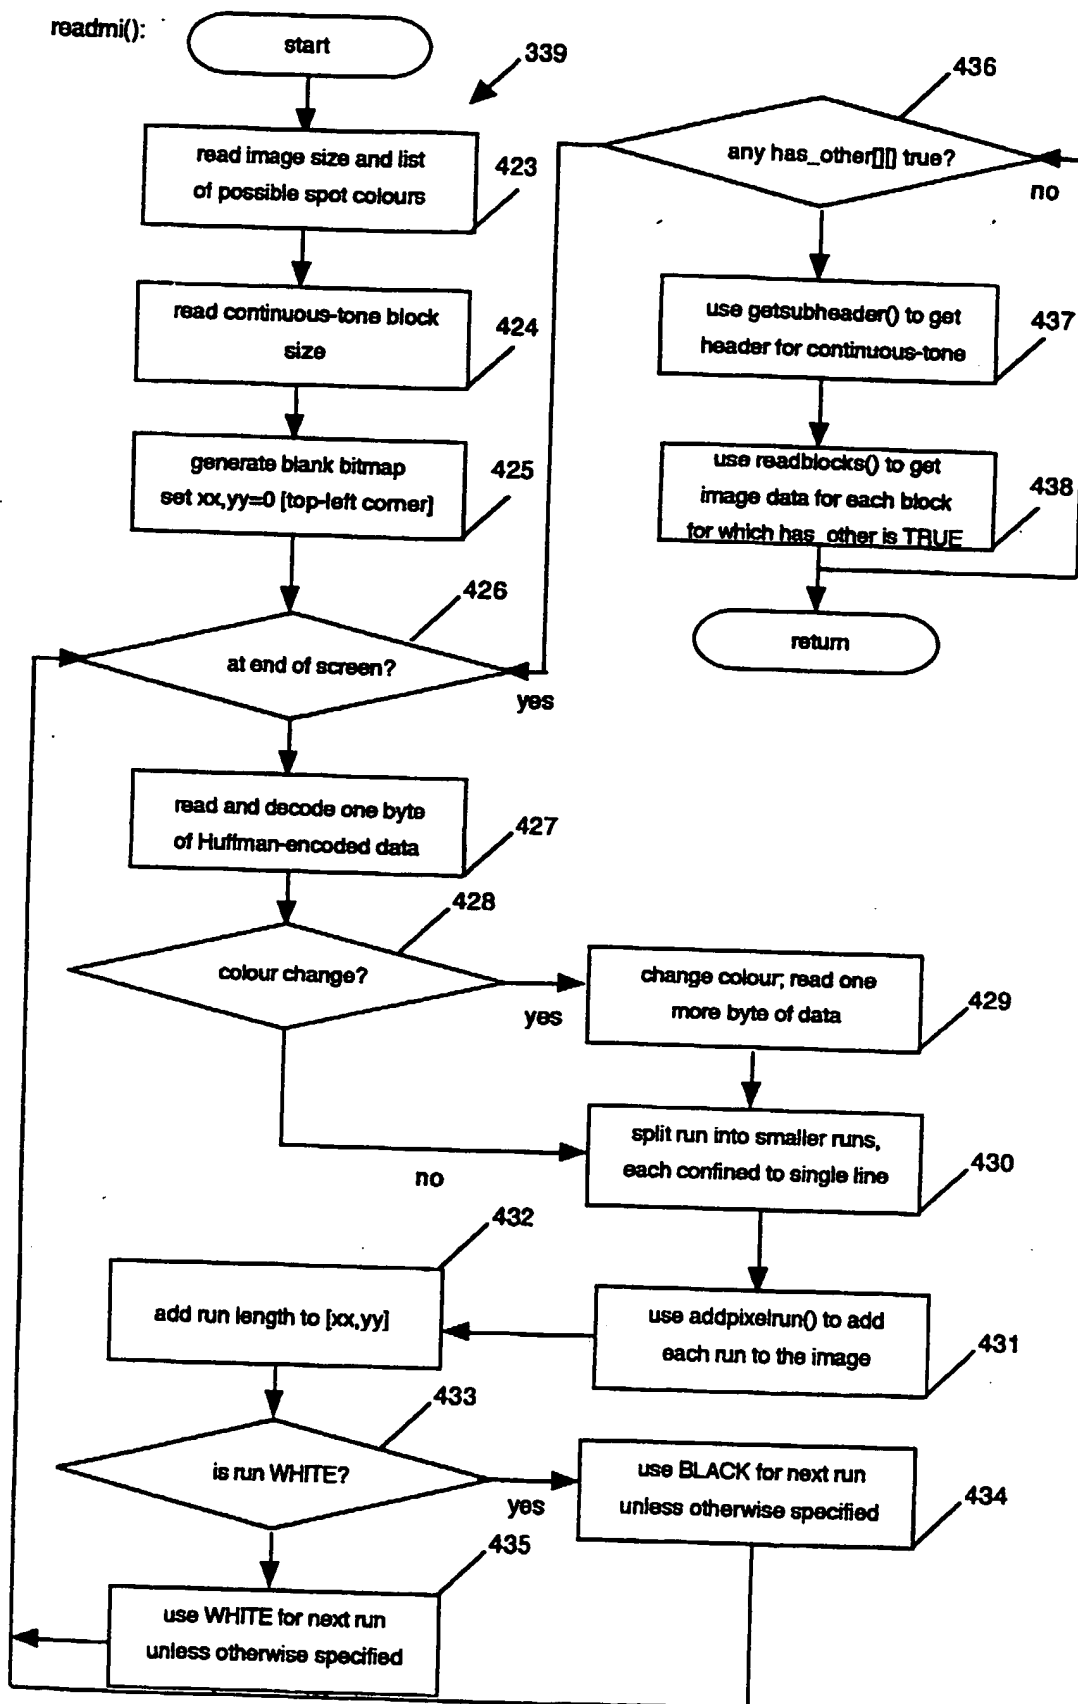 readmi():
start
339
read image size and list
of possible spot colours
423
read continuous-tone block
size
424
generate blank bitmap
set xx,yy=0 [top-left corner]
425
426
at end of screen?
yes
read and decode one byte
of Huffman-encoded data
427
428
colour change?
yes
no
change colour; read one
more byte of data
429
split run into smaller runs,
each confined to single line
430
use addpixelrun() to add
each run to the image
431
432
add run length to [xx,yy]
433
is run WHITE?
yes
use BLACK for next run
unless otherwise specified
434
435
use WHITE for next run
unless otherwise specified
436
any has_other[][] true?
no
use getsubheader() to get
header for continuous-tone
437
use readblocks() to get
image data for each block
for which has_other is TRUE
438
return